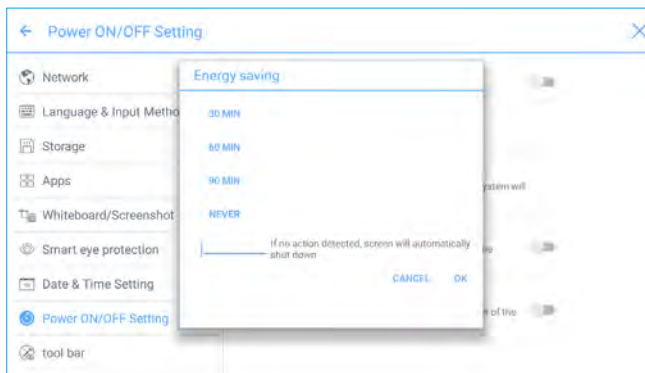 Power ON/OFF Setting
Network
Language & Input Metho
Storage
Apps
Whiteboard/Screenshot
Smart eye protection
Date & Time Setting
Power ON/OFF Setting
tool bar
Energy saving
30 MIN
60 MIN
90 MIN
NEVER
If no action detected, screen will automatically
shut down
CANCEL OK
ystem will
of the